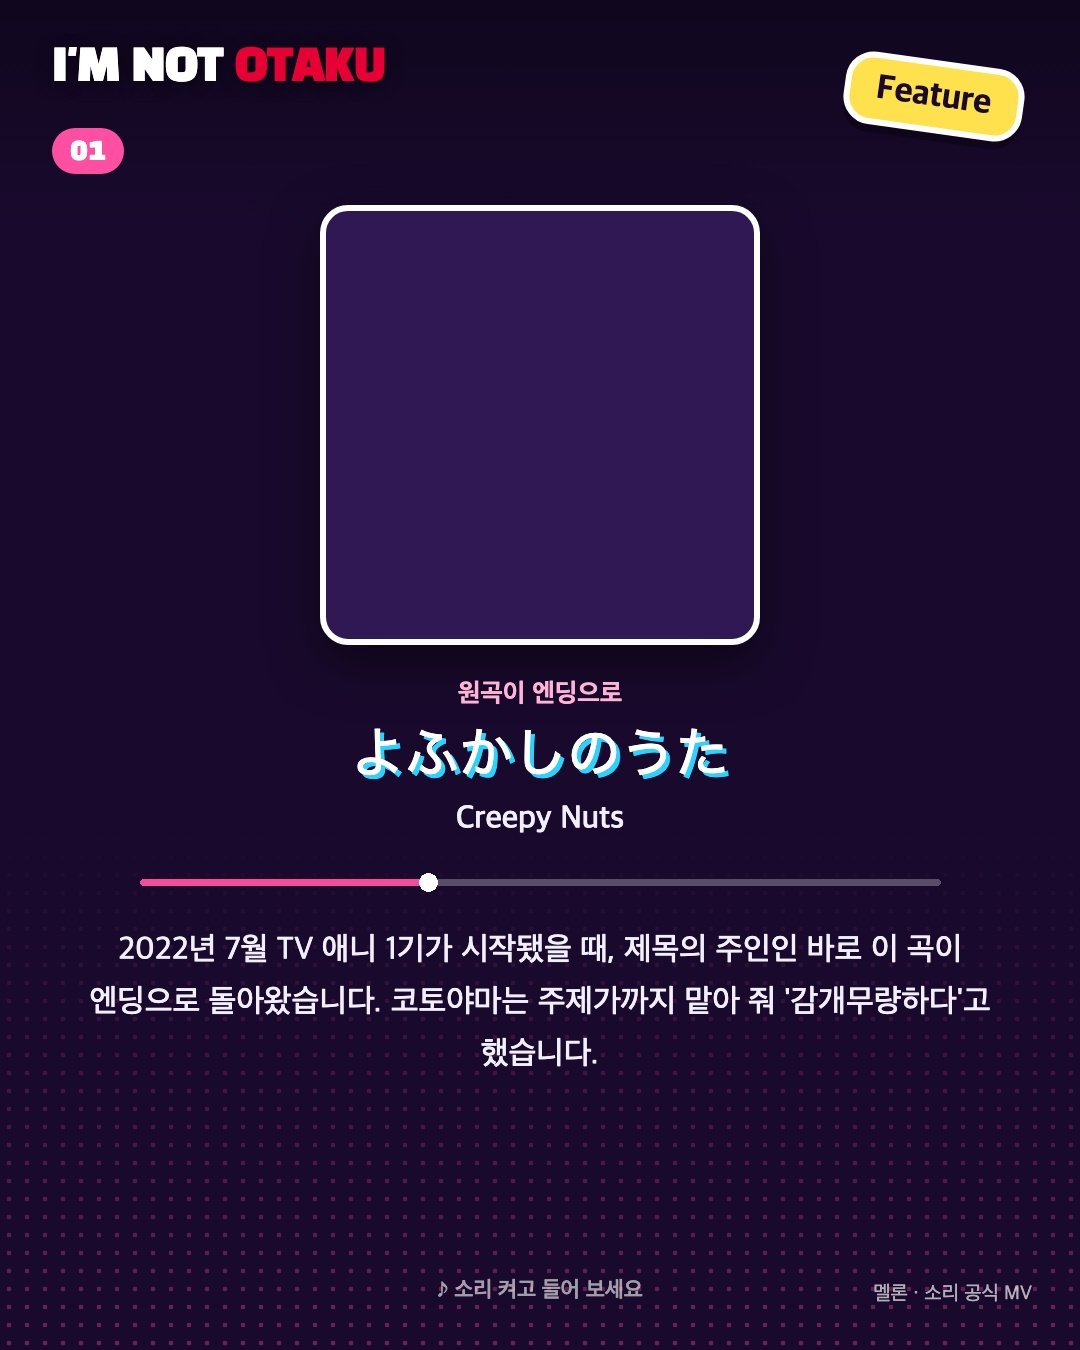 I'M NOT OTAKU
Feature
01
원곡이 엔딩으로
よふかしのうた
Creepy Nuts
2022년 7월 TV 애니 1기가 시작됐을 때, 제목의 주인인 바로 이 곡이
엔딩으로 돌아왔습니다. 코토야마는 주제가까지 맡아 줘 '감개무량하다'고
했습니다.
♪ 소리 켜고 들어 보세요
멜론 · 소리 공식 MV